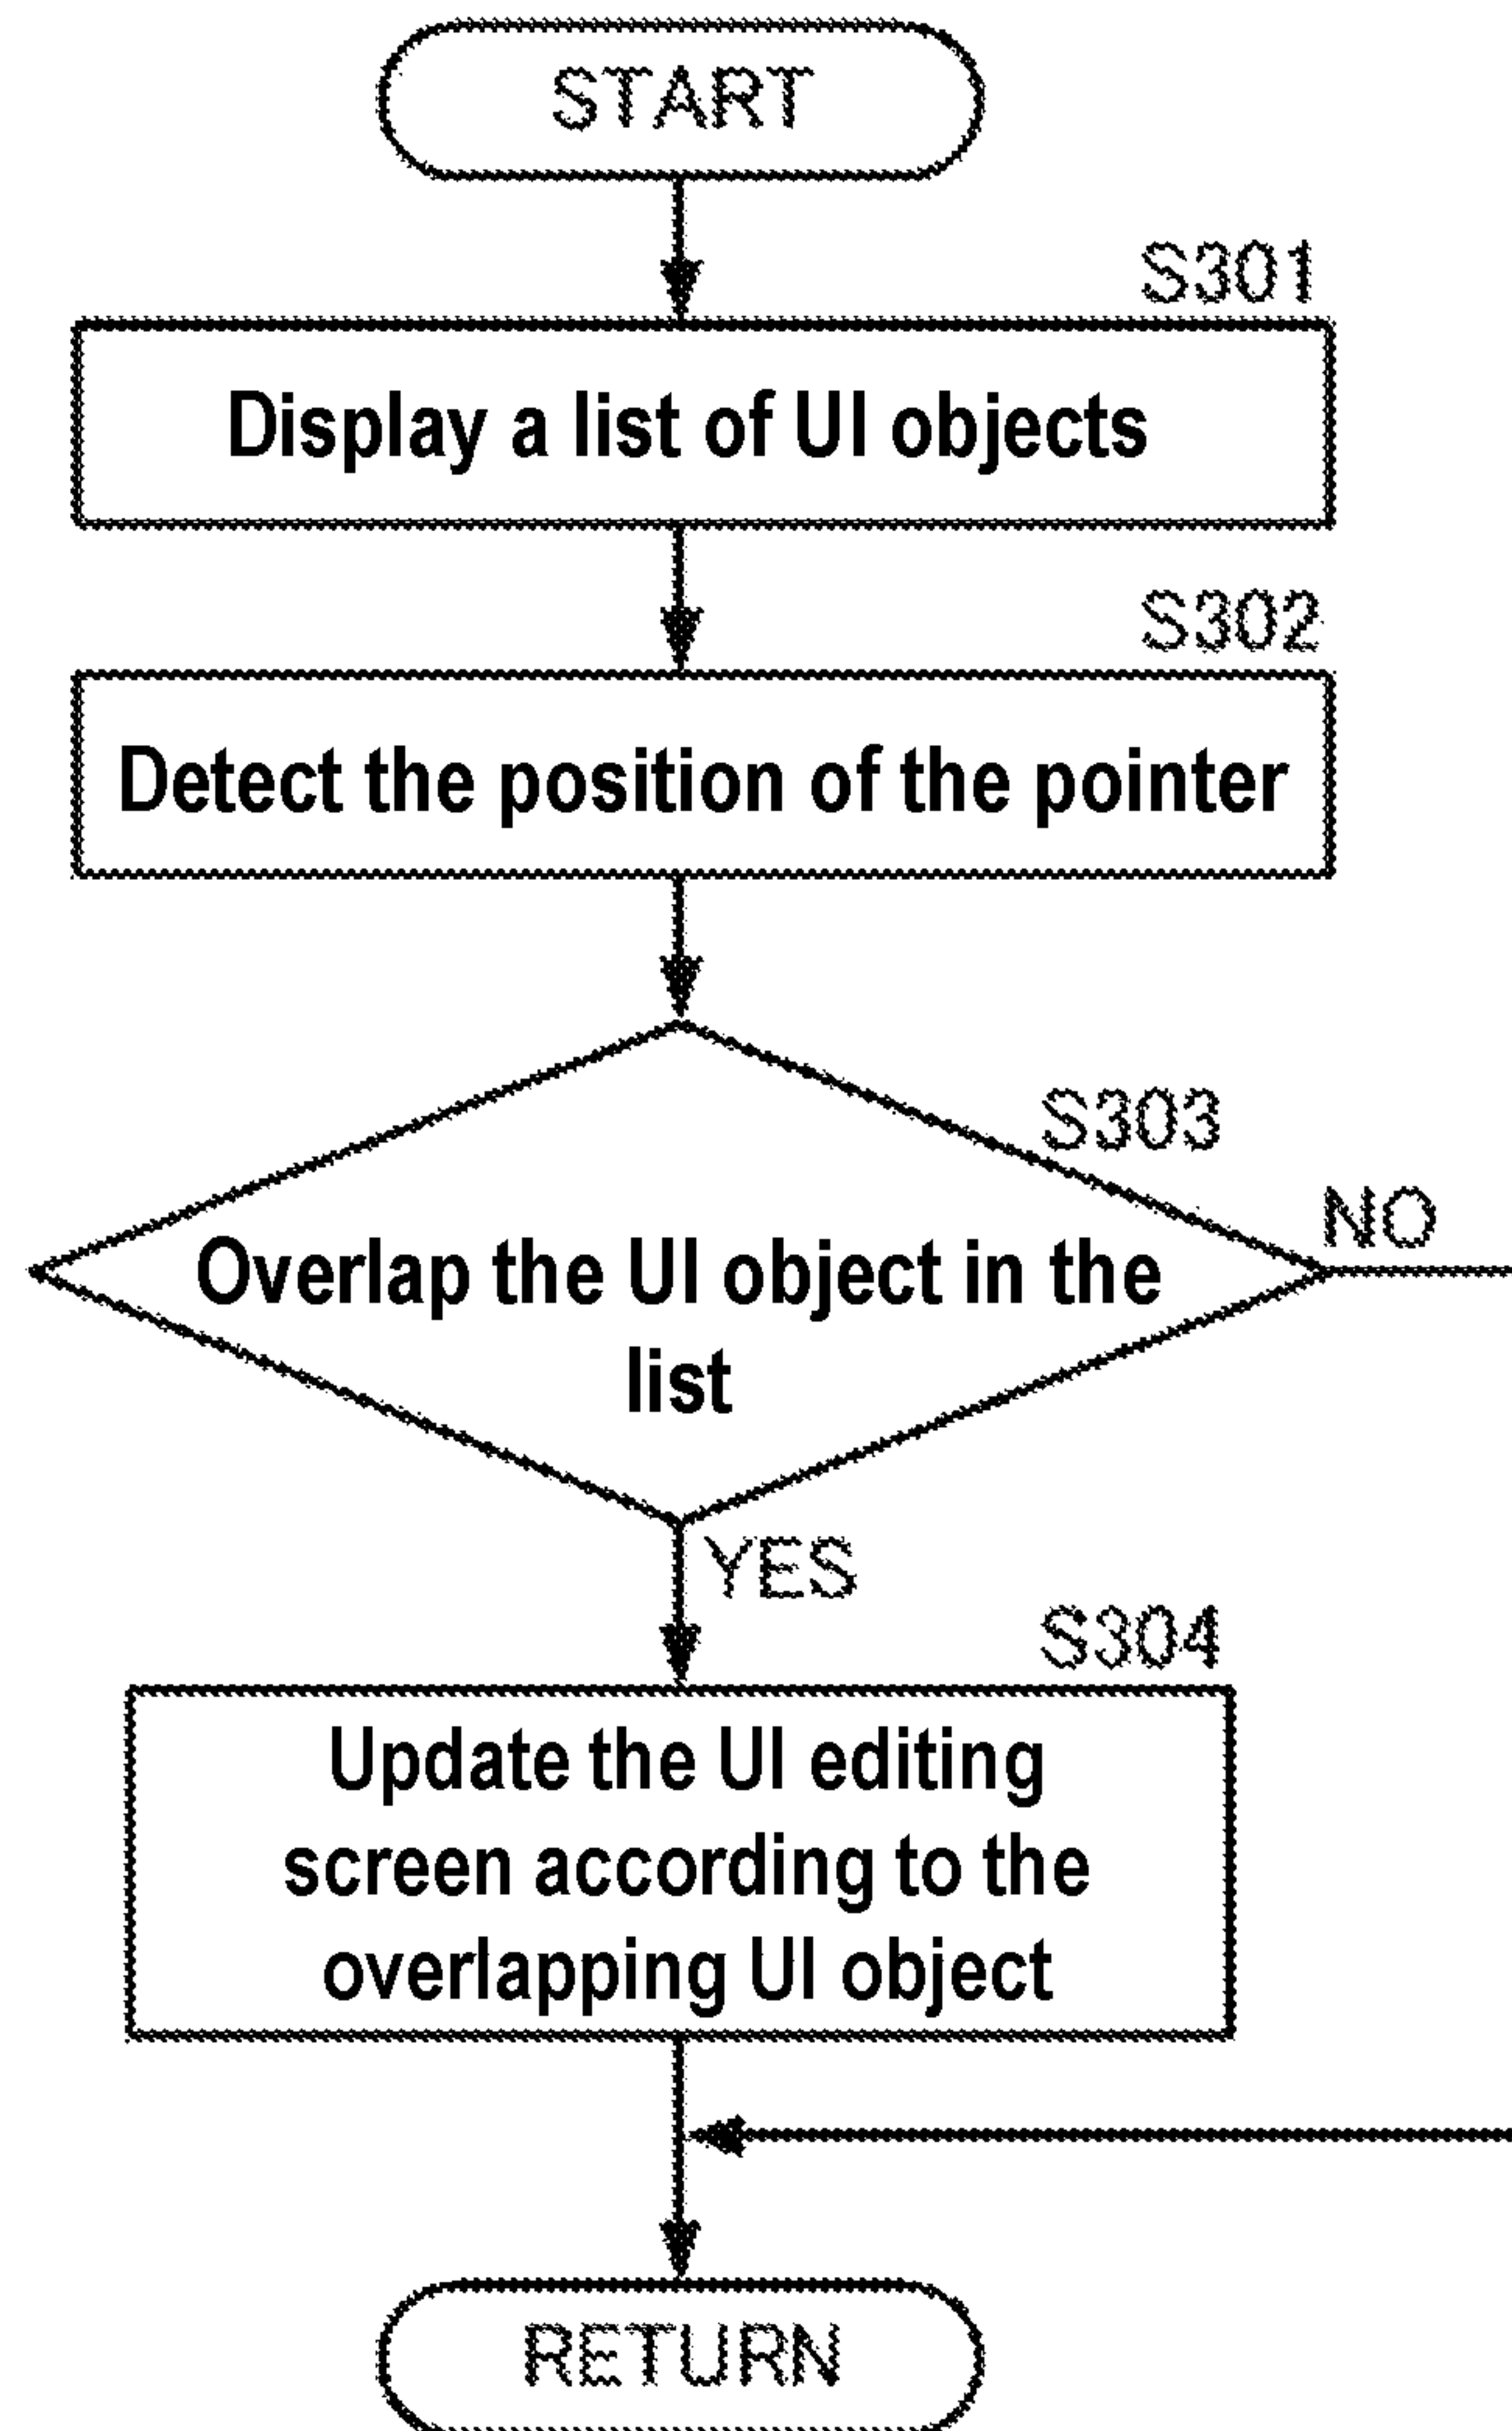 START
S301
Display a list of UI objects
S302
Detect the position of the pointer
S303
NO
Overlap the UI object in the
list
YES
S304
Update the UI editing
screen according to the
overlapping UI object
RETURN